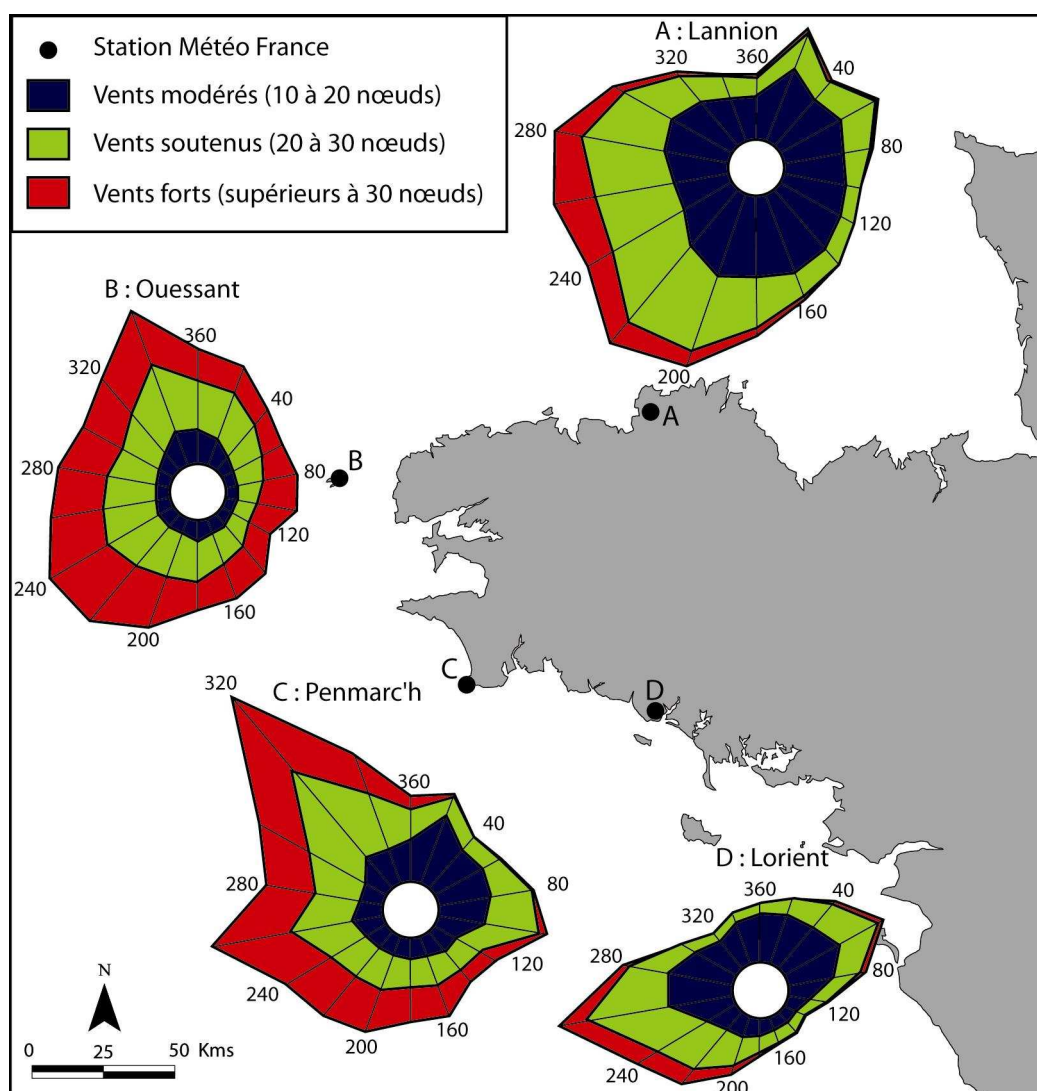 Station Météo France
Vents modérés (10 à 20 nœuds)
Vents soutenus (20 à 30 nœuds)
Vents forts (supérieurs à 30 nœuds)
A : Lannion
320
360
40
280
80
120
240
160
200
B : Ouessant
360
320
40
280
80
120
240
160
200
A
B
C
D
C : Penmarc'h
320
360
40
280
80
120
240
160
200
D : Lorient
360
40
320
280
80
120
160
240
200
N
0 25 50 Kms